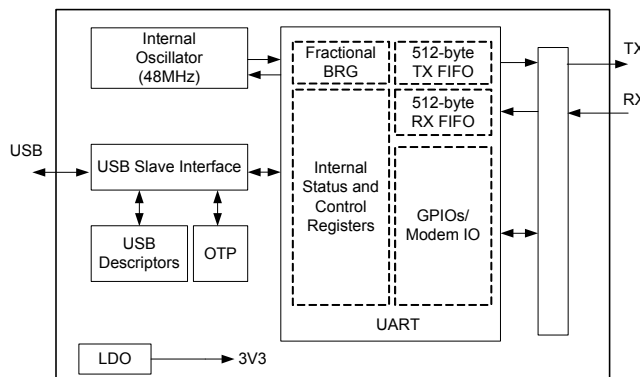 Internal
Oscillator
(48MHz)
Fractional
BRG
512-byte
TX FIFO
TX
512-byte
RX FIFO
RX
USB
USB Slave Interface
Internal
Status and
Control
Registers
GPIOs/
Modem IO
USB
Descriptors
OTP
UART
LDO
3V3